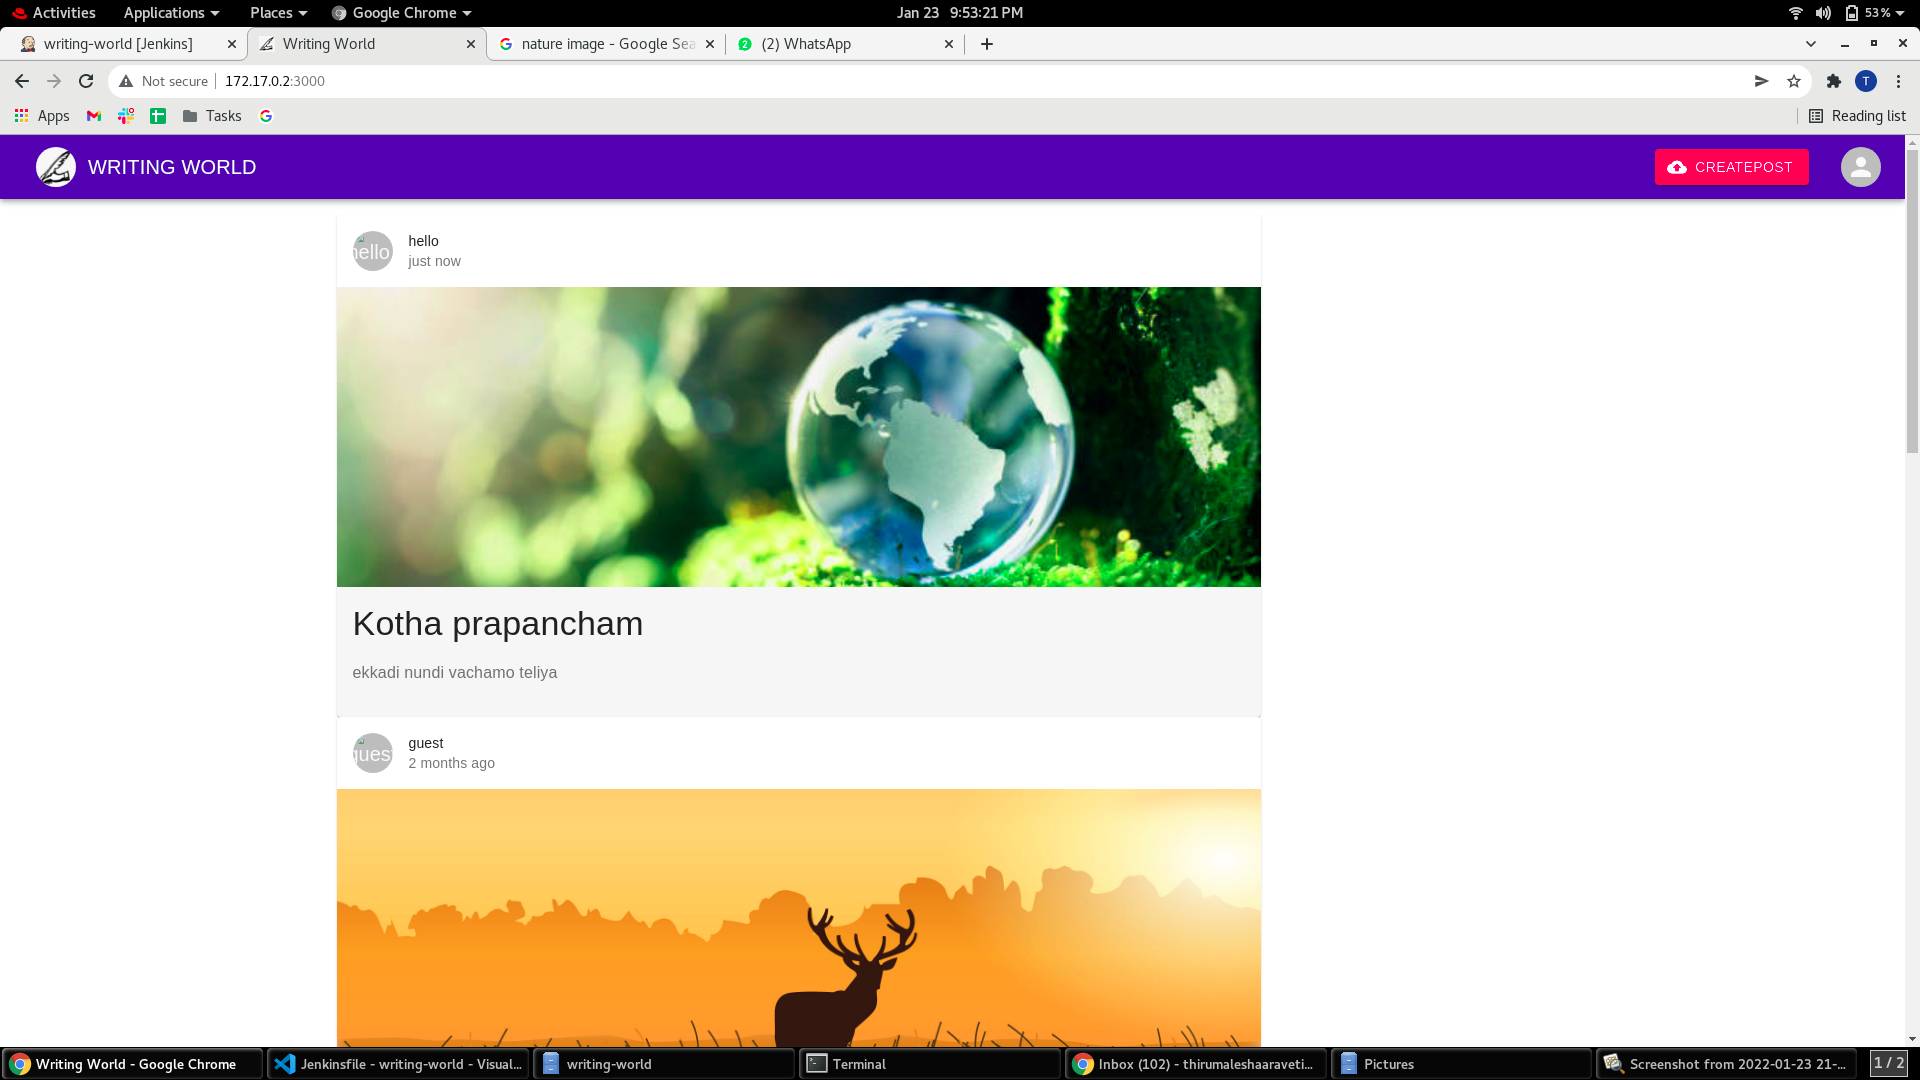 Activities Applications Places Google Chrome Jan 23 9:53:21 PM 53%
writing-world [Jenkins] Writing World nature image - Google Sea (2) WhatsApp
Not secure 172.17.0.2:3000 T
Apps Tasks Reading list
WRITING WORLD CREATEPOST
hello
hello
just now
Kotha prapancham
ekkadi nundi vachamo teliya
guest
guest
2 months ago
Writing World - Google Chrome Jenkinsfile - writing-world - Visual... writing-world Terminal Inbox (102) - thirumaleshaaraveti... Pictures Screenshot from 2022-01-23 21-... 1 / 2